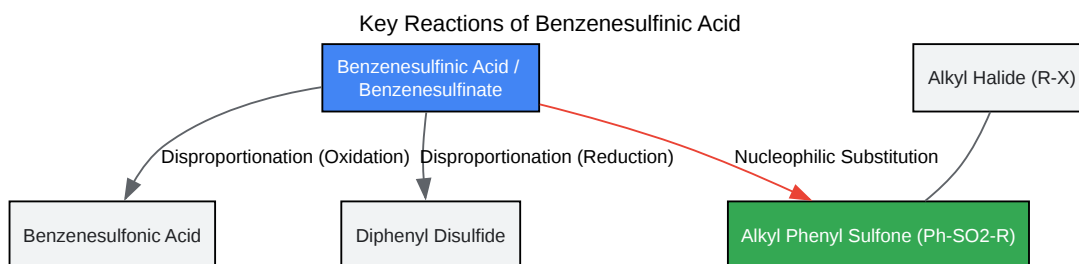 Key Reactions of Benzenesulfinic Acid
Benzenesulfinic Acid /
Benzenesulfinate
Alkyl Halide (R-X)
Disproportionation (Oxidation)
Disproportionation (Reduction)
Nucleophilic Substitution
Benzenesulfonic Acid
Diphenyl Disulfide
Alkyl Phenyl Sulfone (Ph-SO2-R)